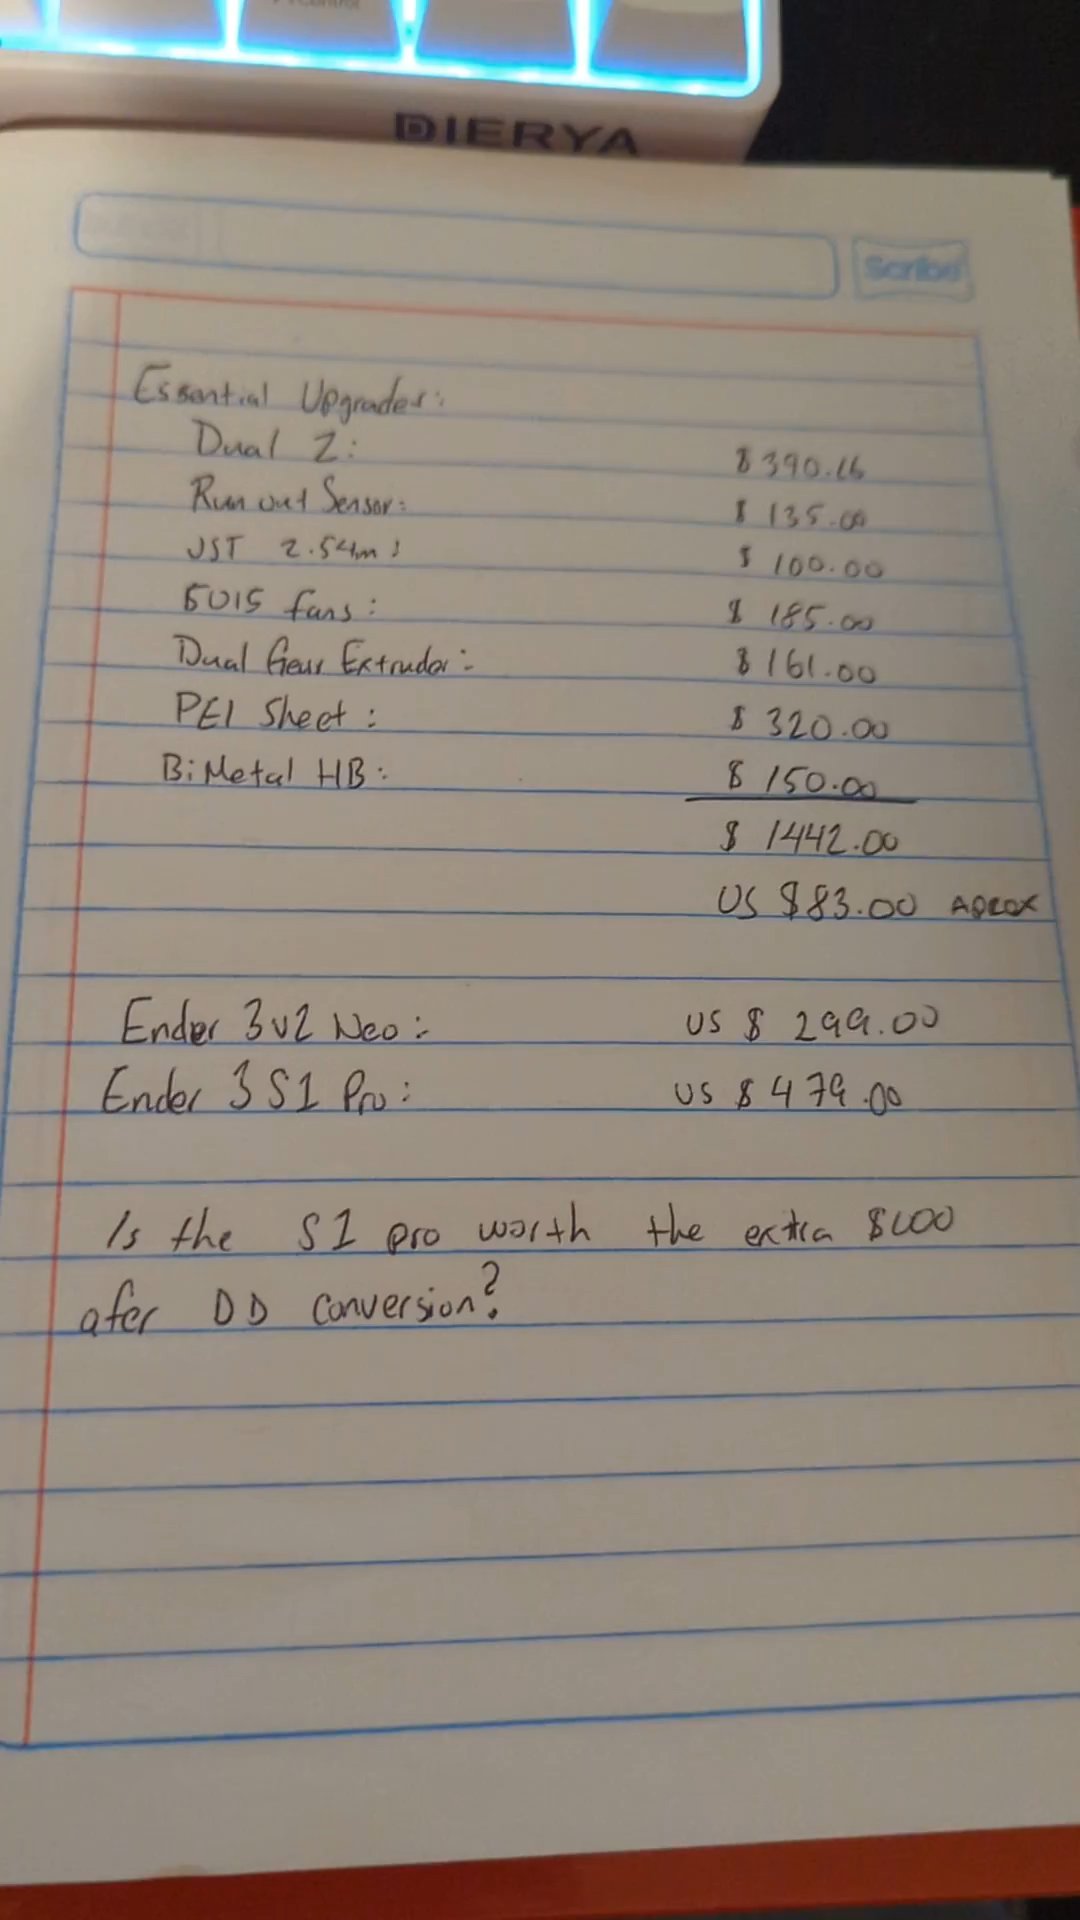 DIERYA
Scribe
Essential Upgrades:
Dual Z: $390.16
Run out Sensor: $135.00
JST 2.54m: $100.00
5015 fans: $185.00
Dual Gear Extruder: $161.00
PEI Sheet: $320.00
BiMetal HB: $150.00
$1442.00
US $83.00 APROX
Ender 3v2 Neo: US $299.00
Ender 3 S1 Pro: US $479.00
Is the S1 pro worth the extra $100
afer DD conversion?